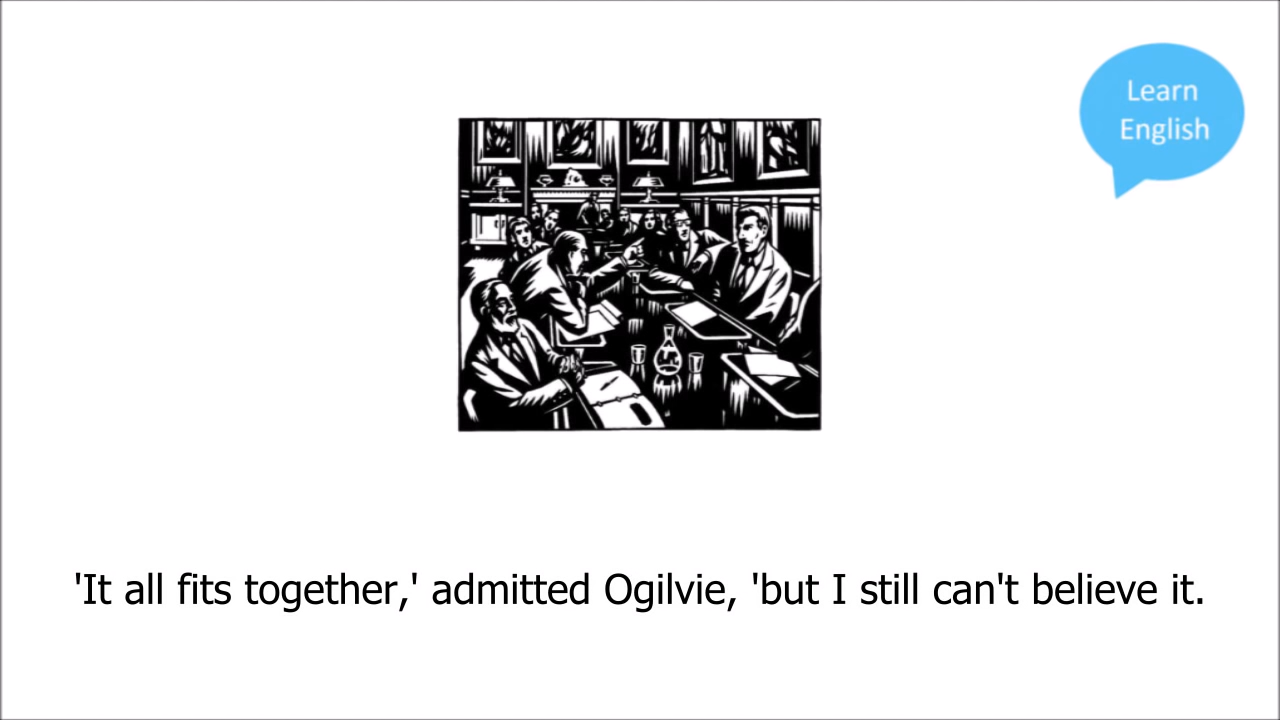 Learn
English
'It all fits together,' admitted Ogilvie, 'but I still can't believe it.